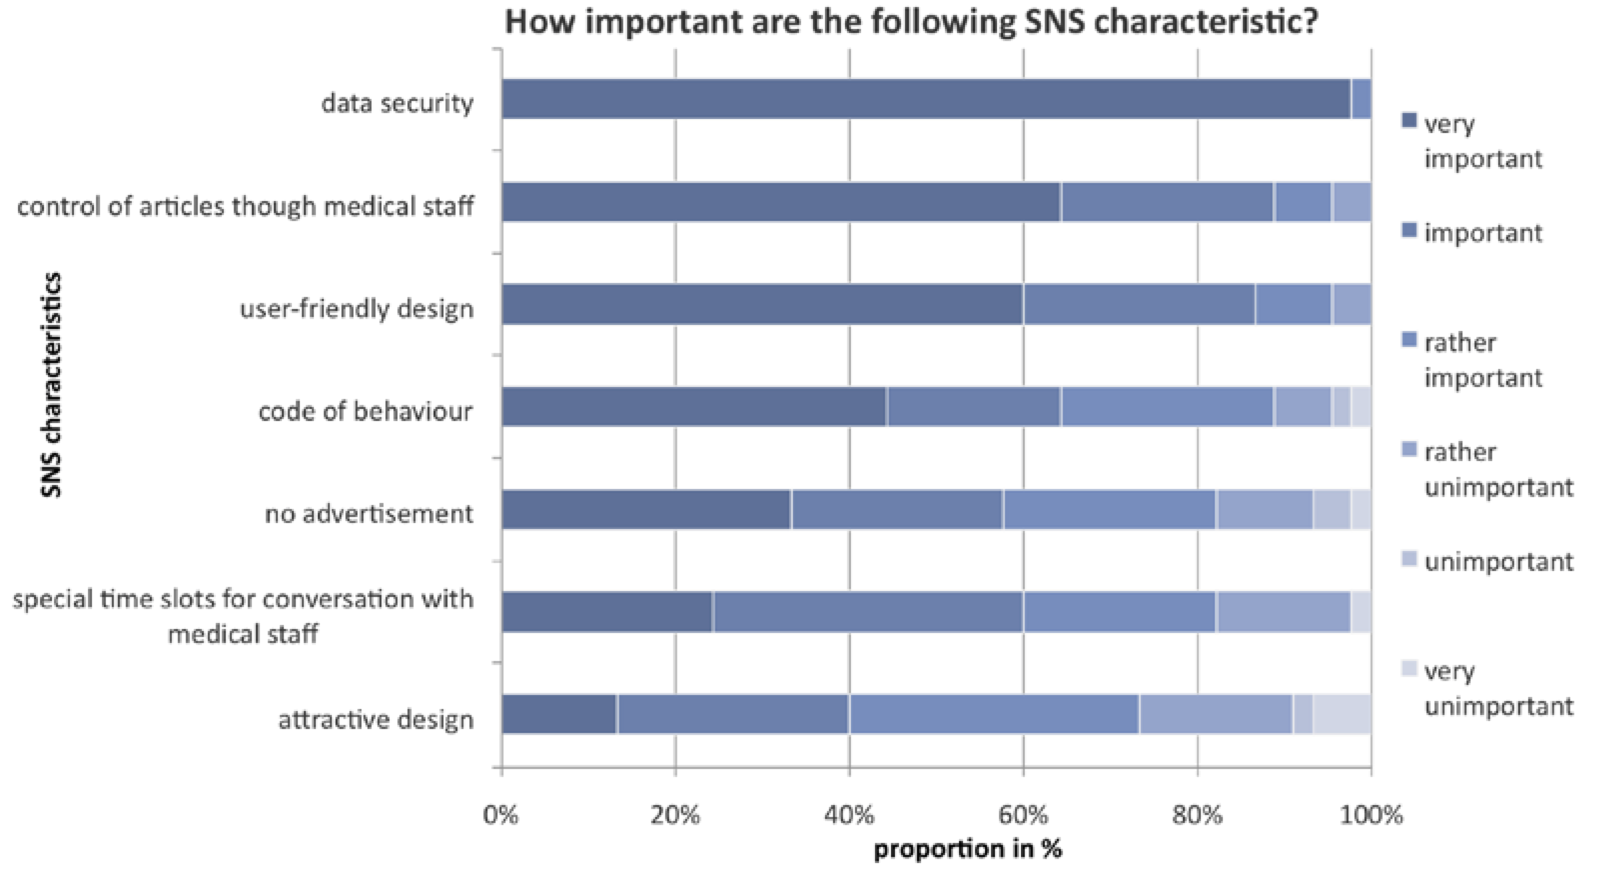 How important are the following SNS characteristic?
data security
control of articles though medical staff
user-friendly design
code of behaviour
no advertisement
special time slots for conversation with
medical staff
attractive design
SNS characteristics
0% 20% 40% 60% 80% 100%
proportion in %
very
important
important
rather
important
rather
unimportant
unimportant
very
unimportant